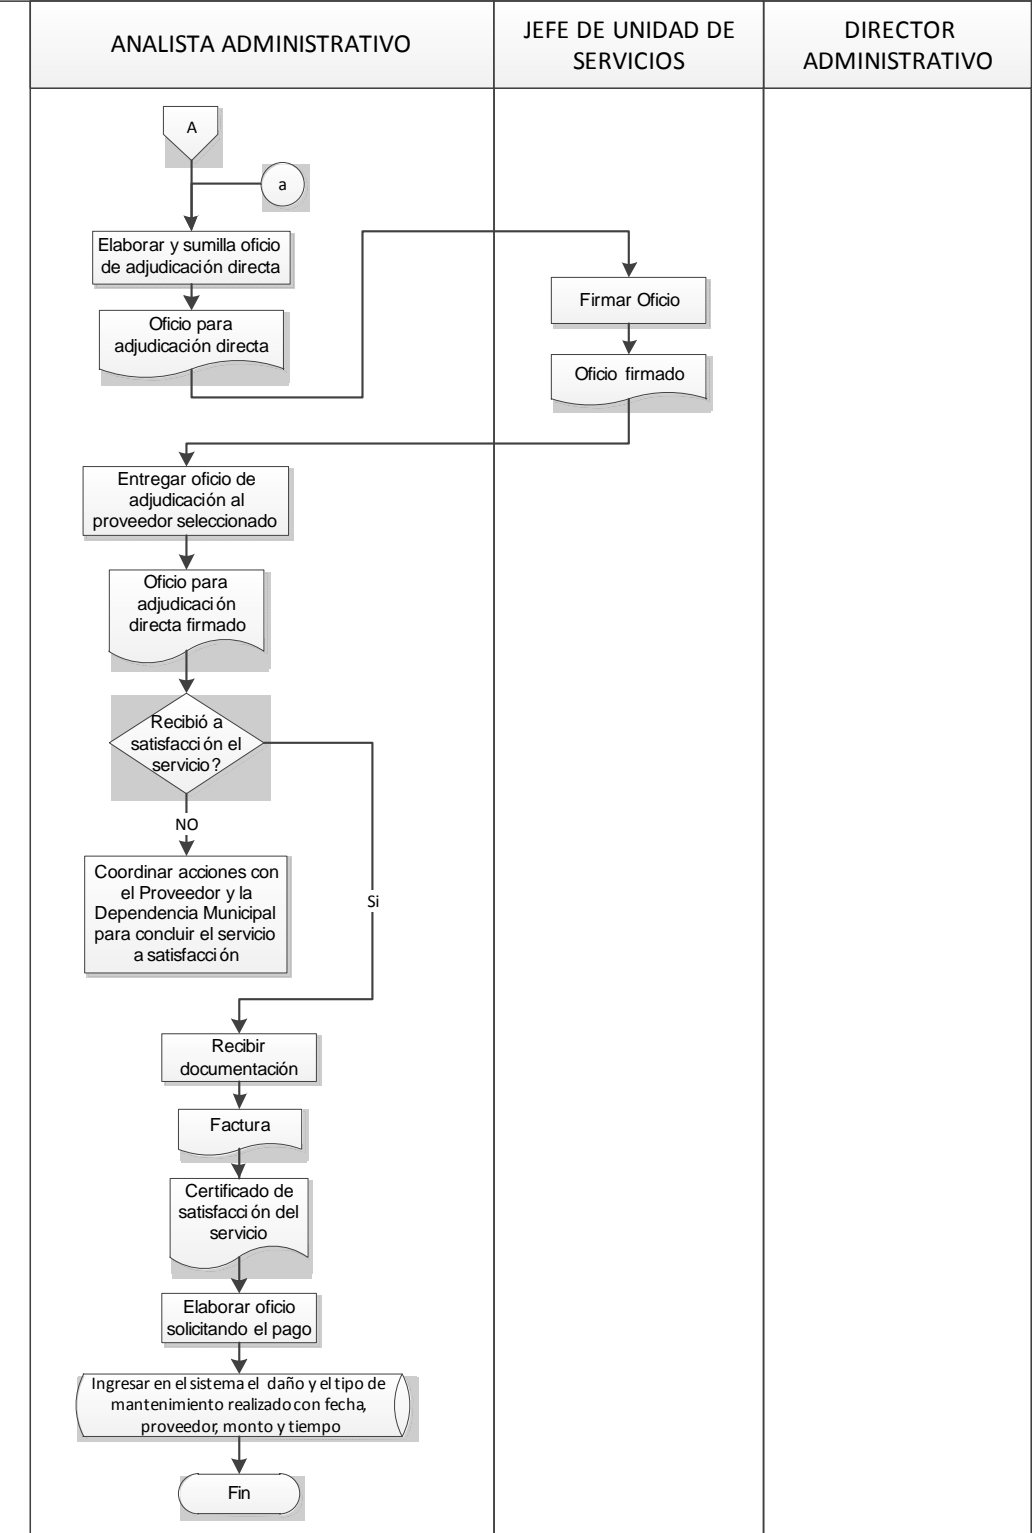 ANALISTA ADMINISTRATIVO
JEFE DE UNIDAD DE
SERVICIOS
DIRECTOR
ADMINISTRATIVO
A
a
Elaborar y sumilla oficio
de adjudicación directa
Oficio para
adjudicación directa
Firmar Oficio
Oficio firmado
Entregar oficio de
adjudicación al
proveedor seleccionado
Oficio para
adjudicación
directa firmado
Recibió a
satisfacción el
servicio?
NO
Si
Coordinar acciones con
el Proveedor y la
Dependencia Municipal
para concluir el servicio
a satisfacción
Recibir
documentación
Factura
Certificado de
satisfacción del
servicio
Elaborar oficio
solicitando el pago
Ingresar en el sistema el daño y el tipo de
mantenimiento realizado con fecha,
proveedor, monto y tiempo
Fin